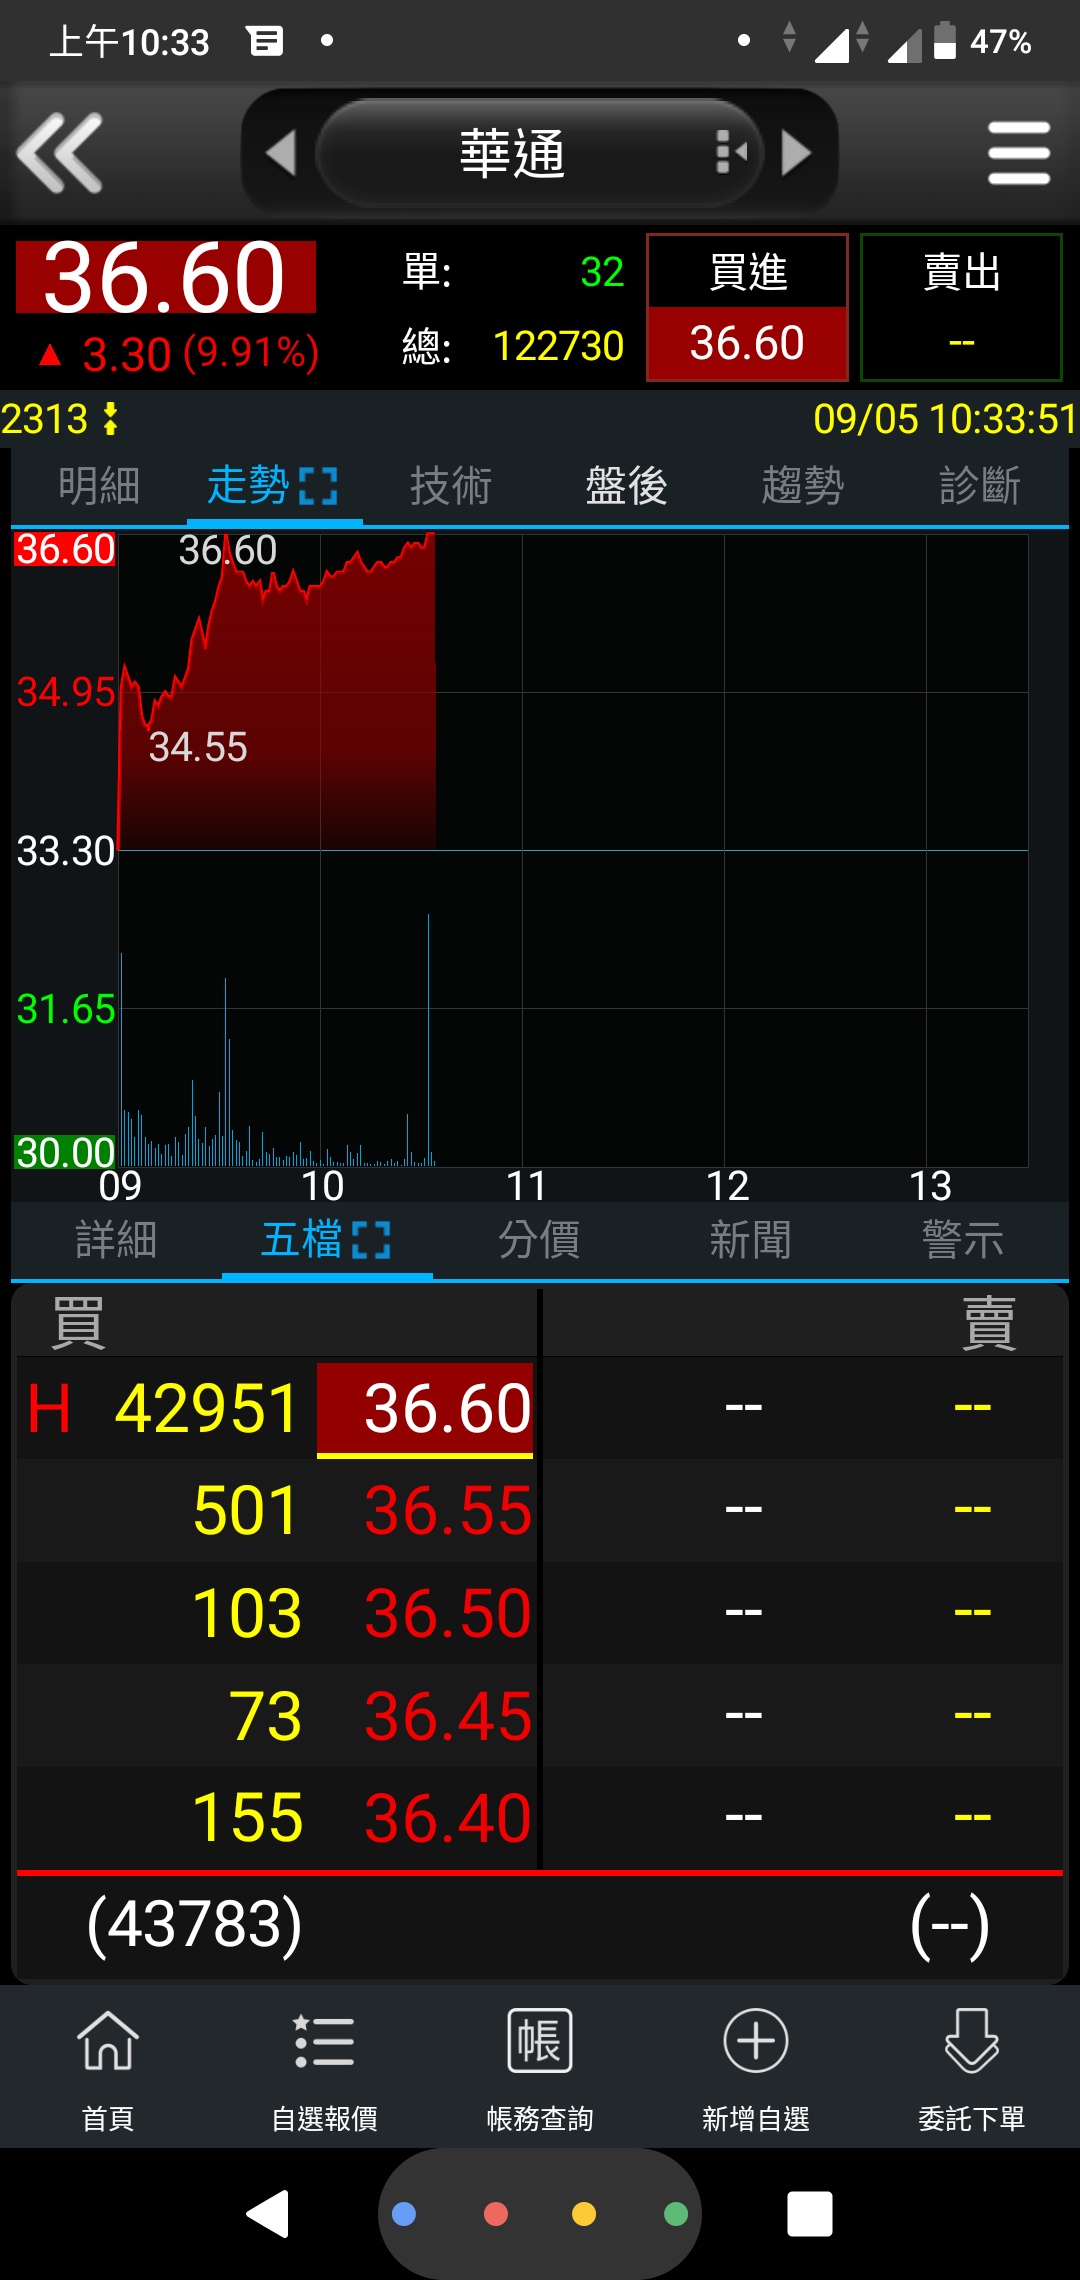 上午10:33
47%
華通
36.60
▲ 3.30 (9.91%)
單: 32
總: 122730
買進
36.60
賣出
--
2313
09/05 10:33:51
明細 走勢 技術 盤後 趨勢 診斷
36.60
36.60
34.95
34.55
33.30
31.65
30.00
09 10 11 12 13
詳細 五檔 分價 新聞 警示
買 賣
H 42951 36.60 -- --
501 36.55 -- --
103 36.50 -- --
73 36.45 -- --
155 36.40 -- --
(43783) (--)
帳
首頁 自選報價 帳務查詢 新增自選 委託下單